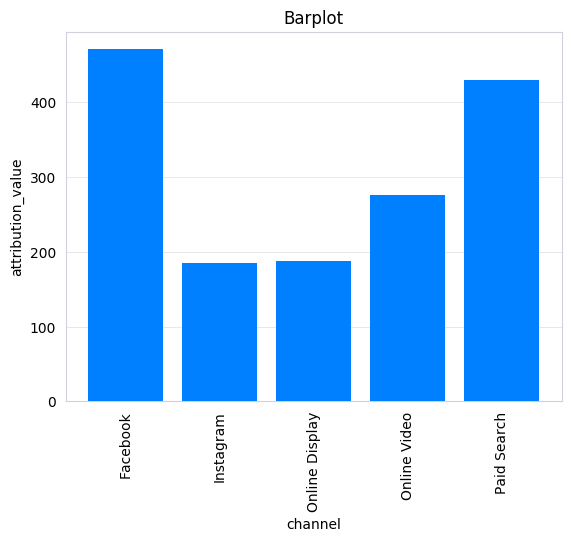 Barplot
attribution_value
400
300
200
100
0
Facebook
Instagram
Online Display
Online Video
Paid Search
channel